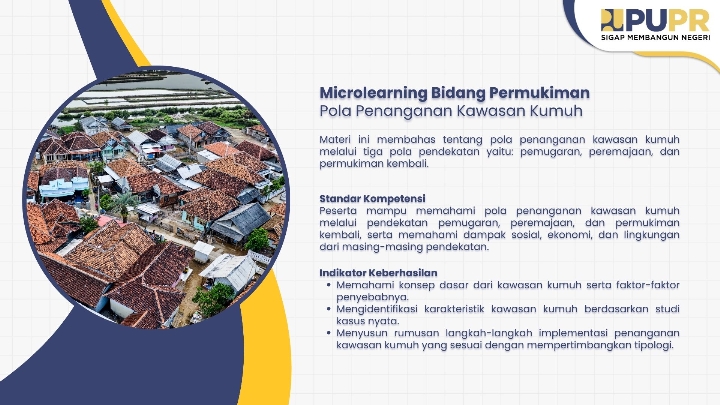 PUPR
SIGAP MEMBANGUN NEGERI
Microlearning Bidang Permukiman
Pola Penanganan Kawasan Kumuh
Materi ini membahas tentang pola penanganan kawasan kumuh
melalui tiga pola pendekatan yaitu: pemugaran, peremajaan, dan
permukiman kembali.
Standar Kompetensi
Peserta mampu memahami pola penanganan kawasan kumuh
melalui pendekatan pemugaran, peremajaan, dan permukiman
kembali, serta memahami dampak sosial, ekonomi, dan lingkungan
dari masing-masing pendekatan.
Indikator Keberhasilan
• Memahami konsep dasar dari kawasan kumuh serta faktor-faktor
penyebabnya.
• Mengidentifikasi karakteristik kawasan kumuh berdasarkan studi
kasus nyata.
• Menyusun rumusan langkah-langkah implementasi penanganan
kawasan kumuh yang sesuai dengan mempertimbangkan tipologi.